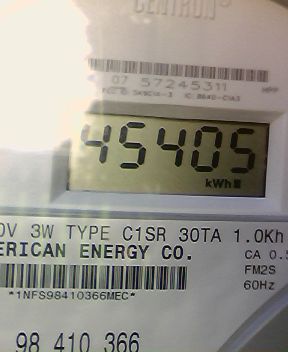 CENTRON
07 57245311
45405
kWh
0V 3W TYPE C1SR 30TA 1.0Kh
ERICAN ENERGY CO. CA 0.5
FM2S
*1NFS98410366MEC* 60Hz
98 410 366